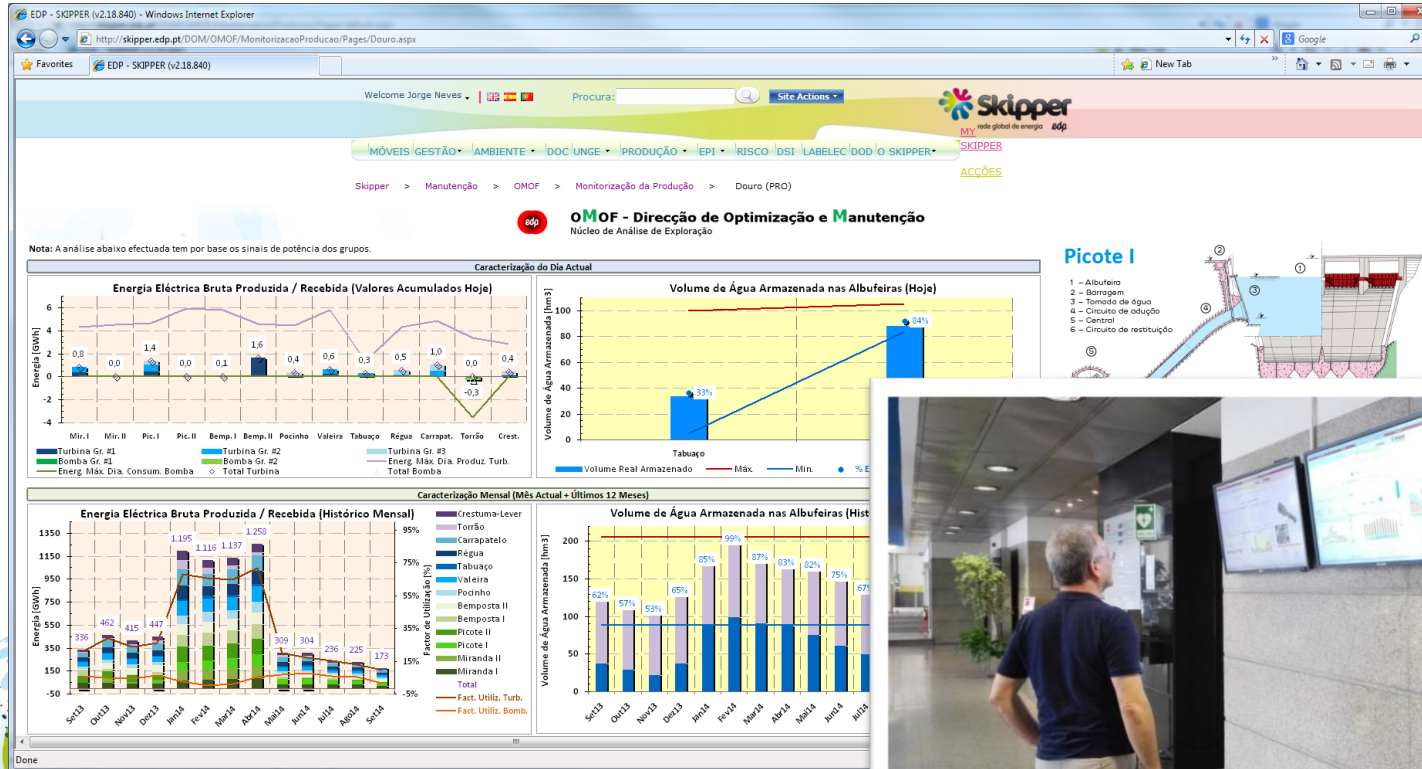 EDP - SKIPPER (v2.18.840) - Windows Internet Explorer
http://skipper.edp.pt/DOM/OMOF/MonitorizacaoProducao/Pages/Douro.aspx
Google
Favorites
EDP - SKIPPER (v2.18.840)
New Tab
Welcome Jorge Neves
Procura:
Site Actions
Skipper
rede global de energia edp
MY
SKIPPER
ACÇÕES
MÓVEIS GESTÃO AMBIENTE DOC UNGE PRODUÇÃO EPI RISCO DSI LABELEC DOD O SKIPPER
Skipper > Manutenção > OMOF > Monitorização da Produção > Douro (PRO)
edp
OMOF - Direcção de Optimização e Manutenção
Núcleo de Análise de Exploração
Nota: A análise abaixo efectuada tem por base os sinais de potência dos grupos.
Caracterização do Dia Actual
Energia Eléctrica Bruta Produzida / Recebida (Valores Acumulados Hoje)
Energia [GWh]
6
4
2
0
-2
-4
0,8 0,0 1,4 0,0 0,1 1,6 0,4 0,6 0,3 0,5 1,0 0,0 0,4
-0,3
Mir. I Mir. II Pic. I Pic. II Bemp. I Bemp. II Pocinho Valeira Tabuaço Régua Carrapat. Torrão Crest.
Turbina Gr. #1 Turbina Gr. #2 Turbina Gr. #3
Bomba Gr. #1 Bomba Gr. #2 Energ. Máx. Dia. Produz. Turb.
Energ. Máx. Dia. Consum. Bomba Total Turbina Total Bomba
Volume de Água Armazenada nas Albufeiras (Hoje)
Volume de Água Armazenada [hm3]
100
80
60
40
20
0
33%
84%
Tabuaço
Volume Real Armazenado Máx. Min. % E
Picote I
1 – Albufeira
2 – Barragem
3 – Tomada de água
4 – Circuito de adução
5 – Central
6 – Circuito de restituição
1
2
3
4
5
Caracterização Mensal (Mês Actual + Últimos 12 Meses)
Energia Eléctrica Bruta Produzida / Recebida (Histórico Mensal)
Energia [GWh]
1350
1150
950
750
550
350
150
-50
336 462 415 447 1.195 1.116 1.137 1.258 309 304 236 225 173
Set13 Out13 Nov13 Dez13 Jan14 Fev14 Mar14 Abr14 Mai14 Jun14 Jul14 Ago14 Set14
95%
75%
55%
35%
15%
-5%
Factor de Utilização [%]
Crestuma-Lever
Torrão
Carrapatelo
Régua
Tabuaço
Valeira
Pocinho
Bemposta II
Bemposta I
Picote II
Picote I
Miranda II
Miranda I
Total
Fact. Utiliz. Turb.
Fact. Utiliz. Bomb.
Volume de Água Armazenada nas Albufeiras (Hist
Volume de Água Armazenada [hm3]
200
150
100
50
0
62% 57% 53% 65% 85% 99% 87% 83% 82% 75% 67%
Set13 Out13 Nov13 Dez13 Jan14 Fev14 Mar14 Abr14 Mai14 Jun14 Jul14
Done